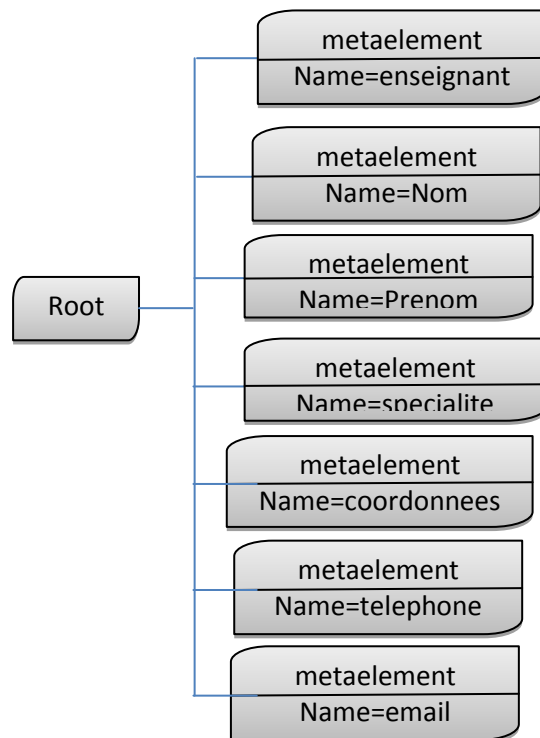 metaelement
Name=enseignant
metaelement
Name=Nom
metaelement
Name=Prenom
Root
metaelement
Name=specialite
metaelement
Name=coordonnees
metaelement
Name=telephone
metaelement
Name=email